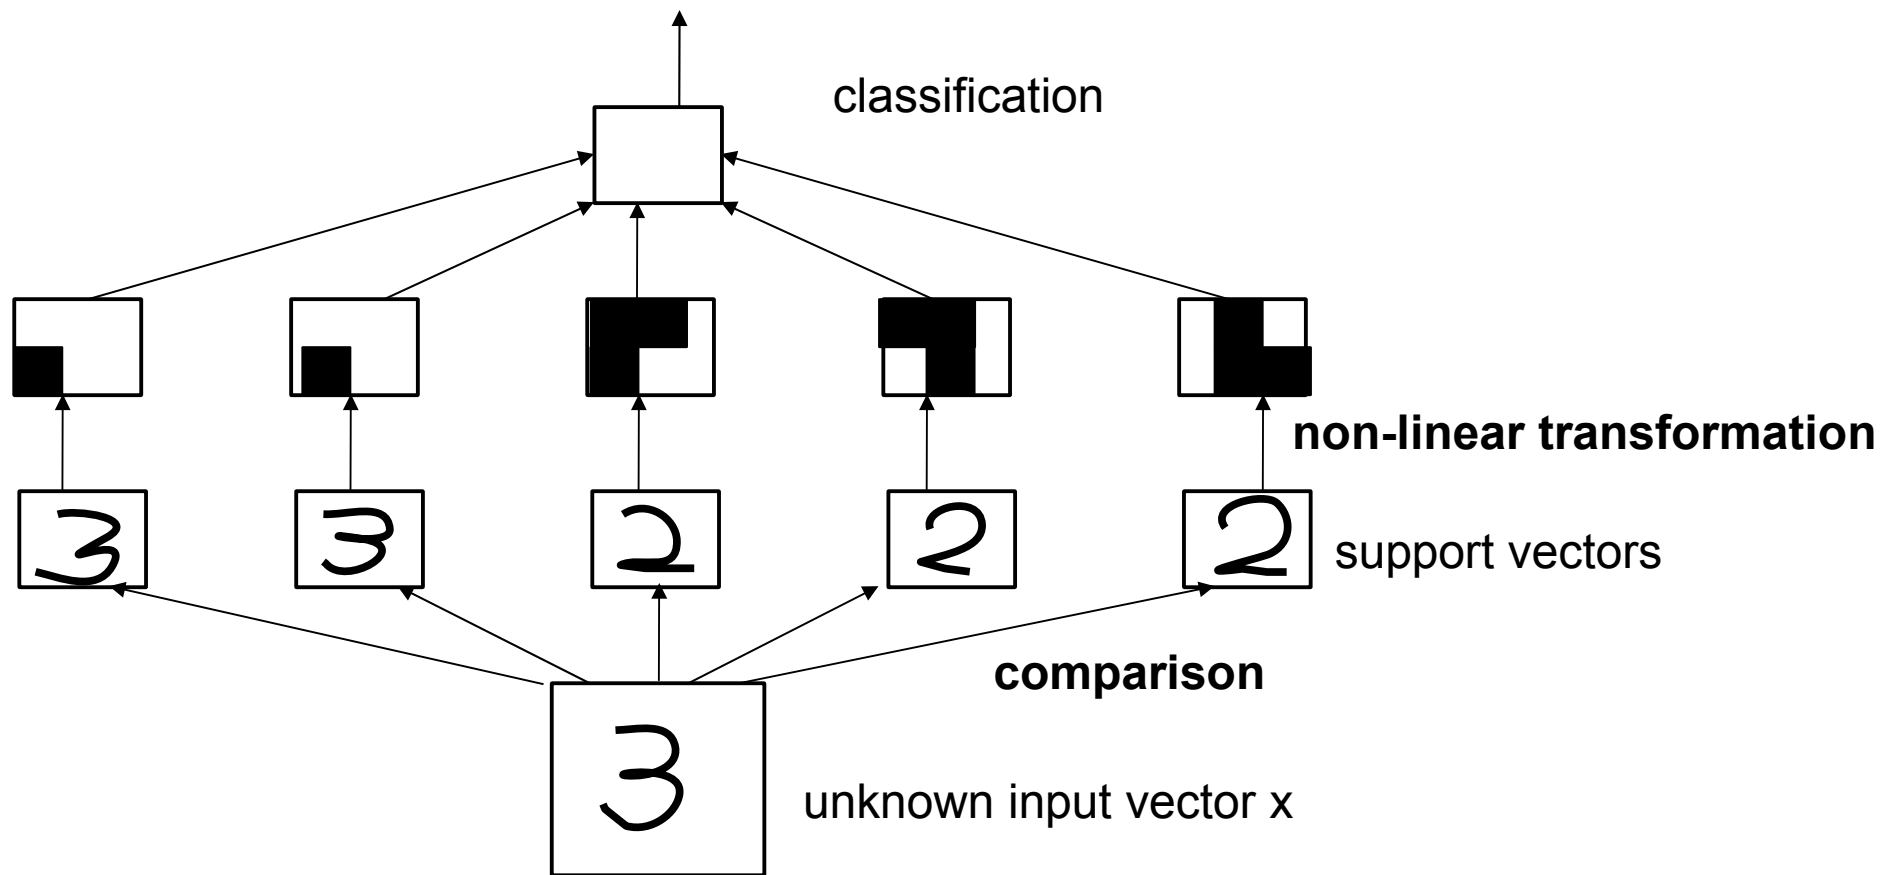 classification
non-linear transformation
3 3 2 2 2
support vectors
comparison
3
unknown input vector x